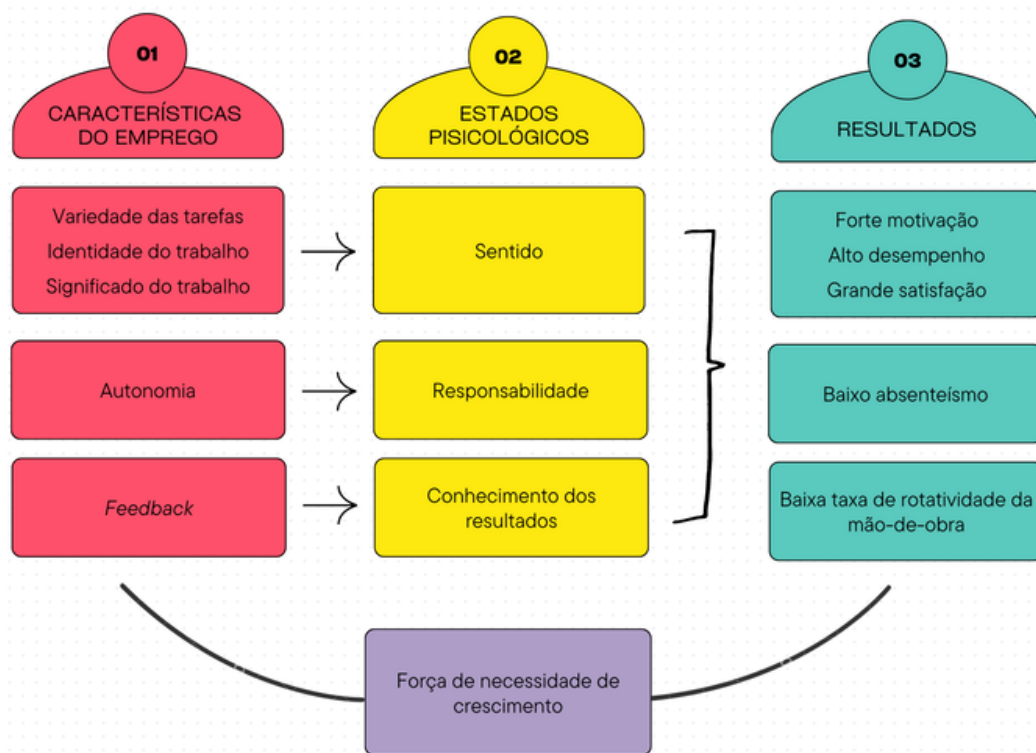 01
CARACTERÍSTICAS
DO EMPREGO
02
ESTADOS
PISICOLÓGICOS
03
RESULTADOS
Variedade das tarefas
Identidade do trabalho
Significado do trabalho
Sentido
Forte motivação
Alto desempenho
Grande satisfação
Autonomia
Responsabilidade
Baixo absenteísmo
Feedback
Conhecimento dos
resultados
Baixa taxa de rotatividade da
mão-de-obra
Força de necessidade de
crescimento